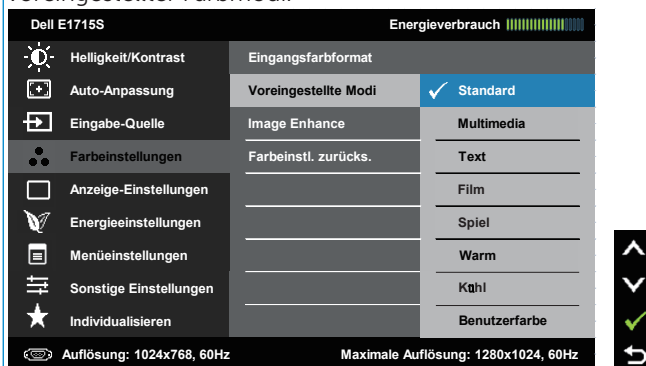 Dell E1715S Energieverbrauch
Helligkeit/Kontrast Eingangsfarbformat
Auto-Anpassung Voreingestellte Modi Standard
Eingabe-Quelle Image Enhance Multimedia
Farbeinstellungen Farbeinstl. zurücks. Text
Anzeige-Einstellungen Film
Energieeinstellungen Spiel
Menüeinstellungen Warm
Sonstige Einstellungen Kühl
Individualisieren Benutzerfarbe
Auflösung: 1024x768, 60Hz Maximale Auflösung: 1280x1024, 60Hz